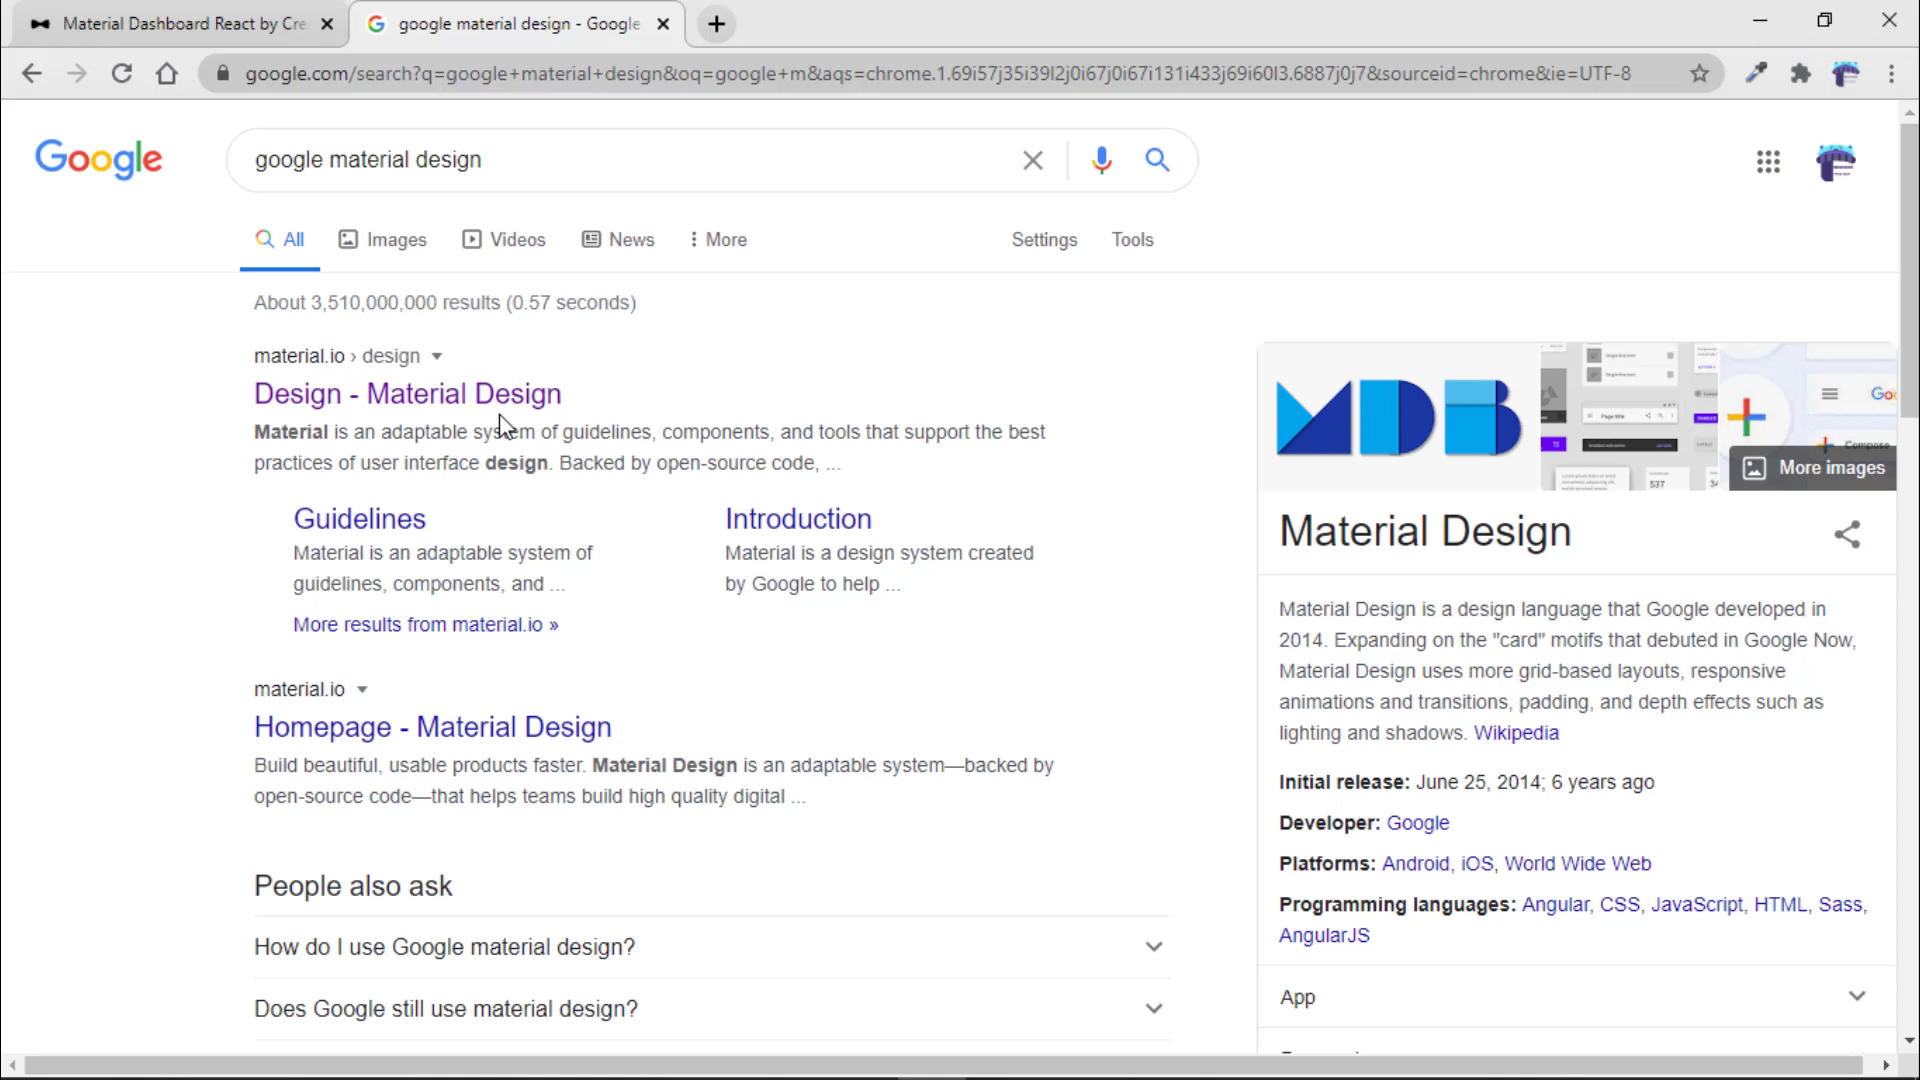 Material Dashboard React by Cre
google material design - Google
google.com/search?q=google+material+design&oq=google+m&aqs=chrome.1.69i57j35i39l2j0i67j0i67i131i433j69i60l3.6887j0j7&sourceid=chrome&ie=UTF-8
Google
google material design
All
Images
Videos
News
More
Settings
Tools
About 3,510,000,000 results (0.57 seconds)
material.io › design
Design - Material Design
Material is an adaptable system of guidelines, components, and tools that support the best
practices of user interface design. Backed by open-source code, ...
Guidelines
Material is an adaptable system of
guidelines, components, and ...
Introduction
Material is a design system created
by Google to help ...
More results from material.io »
material.io
Homepage - Material Design
Build beautiful, usable products faster. Material Design is an adaptable system—backed by
open-source code—that helps teams build high quality digital ...
People also ask
How do I use Google material design?
Does Google still use material design?
MDB
Page title
537
Goo
Compose
More images
Material Design
Material Design is a design language that Google developed in
2014. Expanding on the "card" motifs that debuted in Google Now,
Material Design uses more grid-based layouts, responsive
animations and transitions, padding, and depth effects such as
lighting and shadows. Wikipedia
Initial release: June 25, 2014; 6 years ago
Developer: Google
Platforms: Android, iOS, World Wide Web
Programming languages: Angular, CSS, JavaScript, HTML, Sass,
AngularJS
App